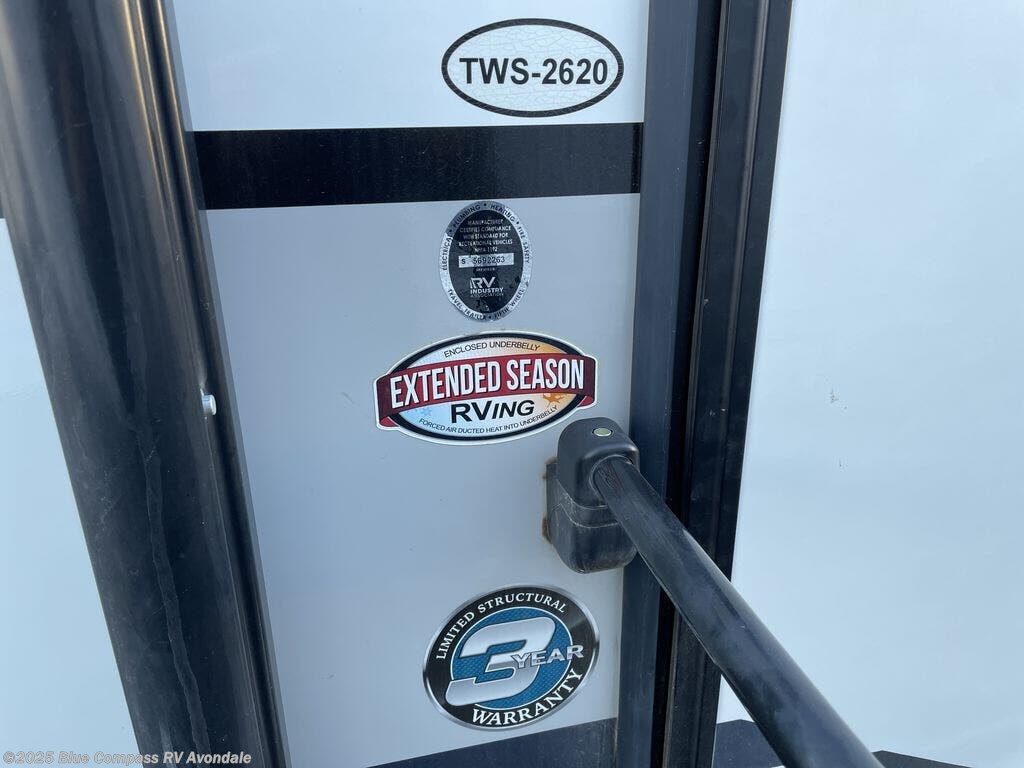 TWS-2620
ELECTRICAL • PLUMBING • HEATING • FIRE SAFETY
MANUFACTURER
CERTIFIES COMPLIANCE
WITH STANDARD FOR
RECREATIONAL VEHICLES
NFPA 1192
S 5692263
RV
INDUSTRY
ASSOCIATION
TRAVEL TRAILER • FIFTH WHEEL
ENCLOSED UNDERBELLY
EXTENDED SEASON
RVING
FORCED AIR DUCTED HEAT INTO UNDERBELLY
LIMITED STRUCTURAL
3 YEAR
WARRANTY
©2025 Blue Compass RV Avondale